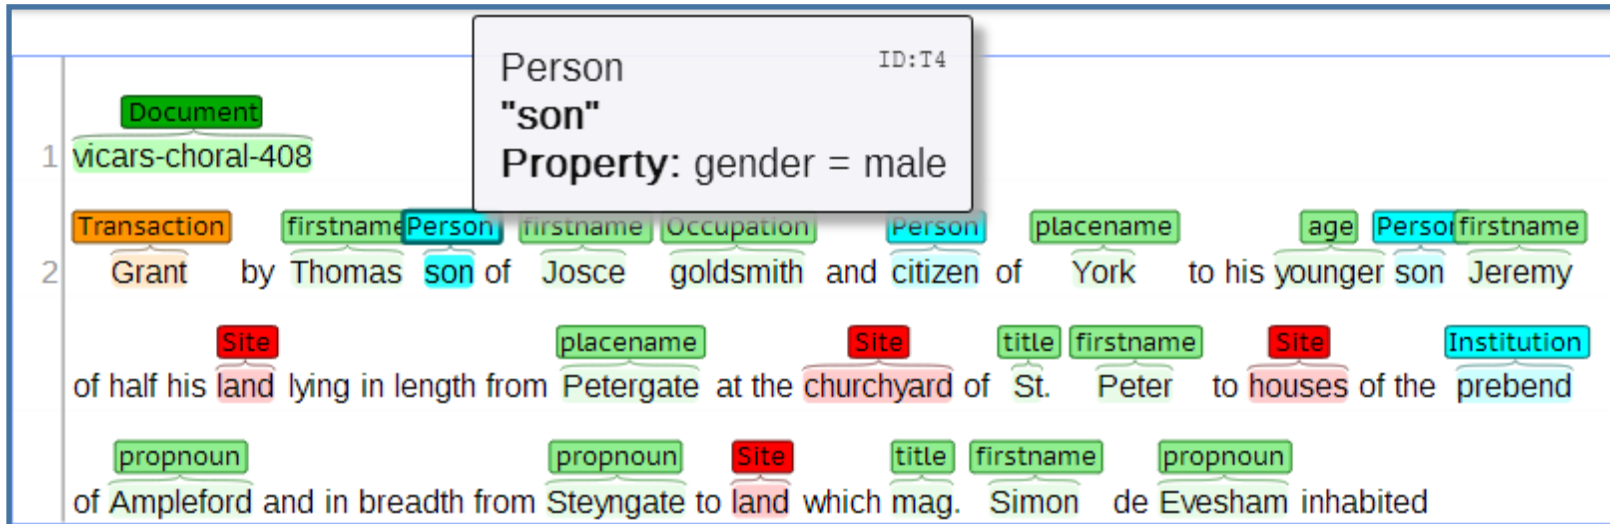 Person ID:T4
"son"
Property: gender = male
Document
1 vicars-choral-408
Transaction firstname Person firstname Occupation Person placename age Person firstname
2 Grant by Thomas son of Josce goldsmith and citizen of York to his younger son Jeremy
Site placename Site title firstname Site Institution
of half his land lying in length from Petergate at the churchyard of St. Peter to houses of the prebend
propnoun propnoun Site title firstname propnoun
of Ampleford and in breadth from Steyngate to land which mag. Simon de Evesham inhabited